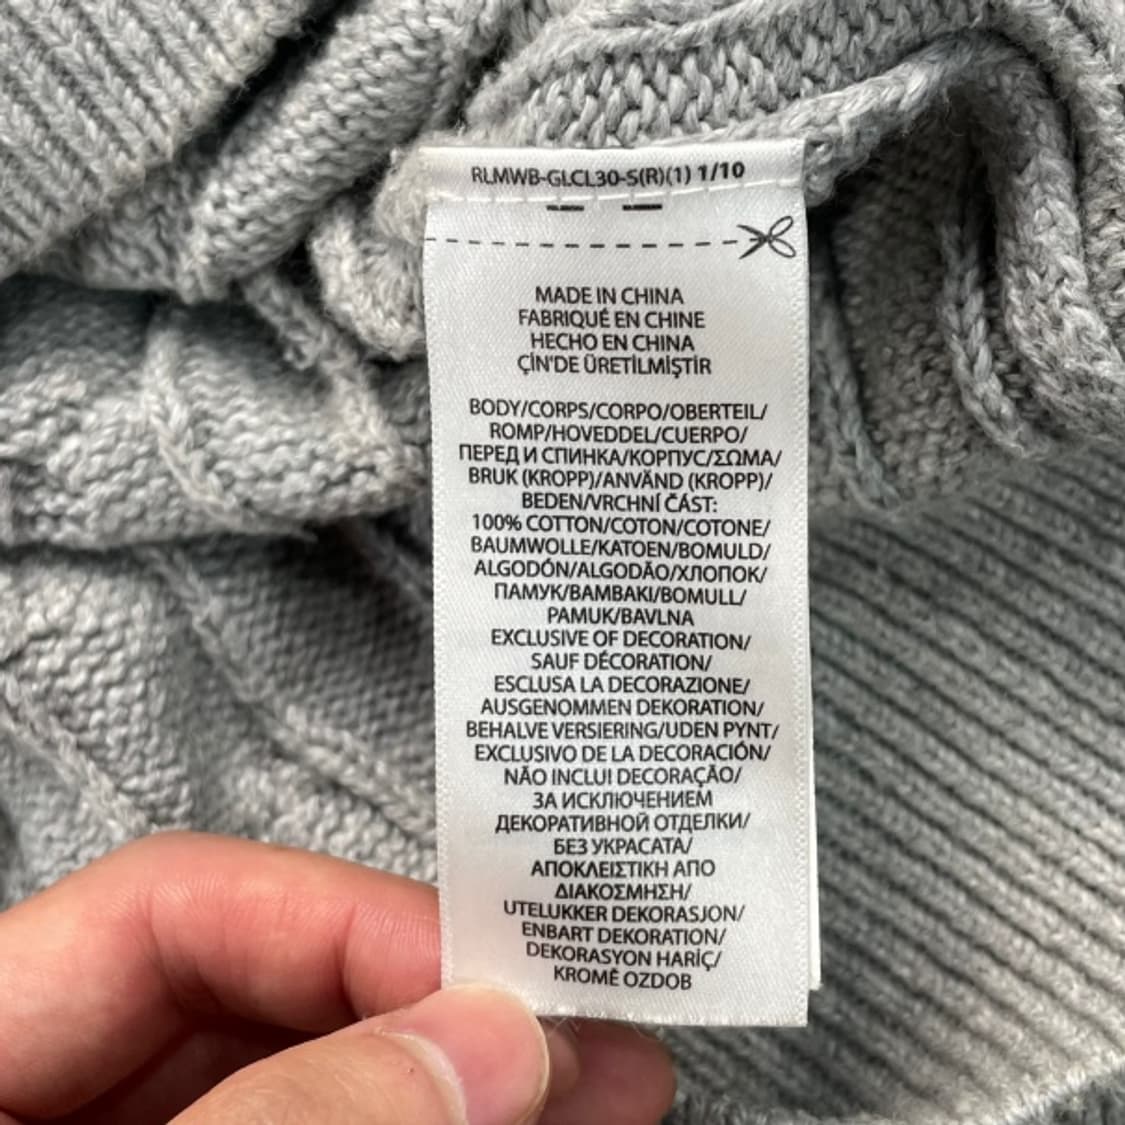 RLMWB-GLCL30-S(R)(1) 1/10
MADE IN CHINA
FABRIQUÉ EN CHINE
HECHO EN CHINA
ÇİN'DE ÜRETİLMİŞTİR
BODY/CORPS/CORPO/OBERTEIL/
ROMP/HOVEDDEL/CUERPO/
ПЕРЕД И СПИНКА/КОРПУС/ΣΩΜΑ/
BRUK (KROPP)/ANVÄND (KROPP)/
BEDEN/VRCHNÍ ČÁST:
100% COTTON/COTON/COTONE/
BAUMWOLLE/KATOEN/BOMULD/
ALGODÓN/ALGODÃO/ХЛОПОК/
ПАМУК/ΒΑΜΒΑΚΙ/BOMULL/
PAMUK/BAVLNA
EXCLUSIVE OF DECORATION/
SAUF DÉCORATION/
ESCLUSA LA DECORAZIONE/
AUSGENOMMEN DEKORATION/
BEHALVE VERSIERING/UDEN PYNT/
EXCLUSIVO DE LA DECORACIÓN/
NÃO INCLUI DECORAÇÃO/
ЗА ИСКЛЮЧЕНИЕМ
ДЕКОРАТИВНОЙ ОТДЕЛКИ/
БЕЗ УКРАСАТА/
ΑΠΟΚΛΕΙΣΤΙΚΗ ΑΠΟ
ΔΙΑΚΟΣΜΗΣΗ/
UTELUKKER DEKORASJON/
ENBART DEKORATION/
DEKORASYON HARİÇ/
KROMĚ OZDOB